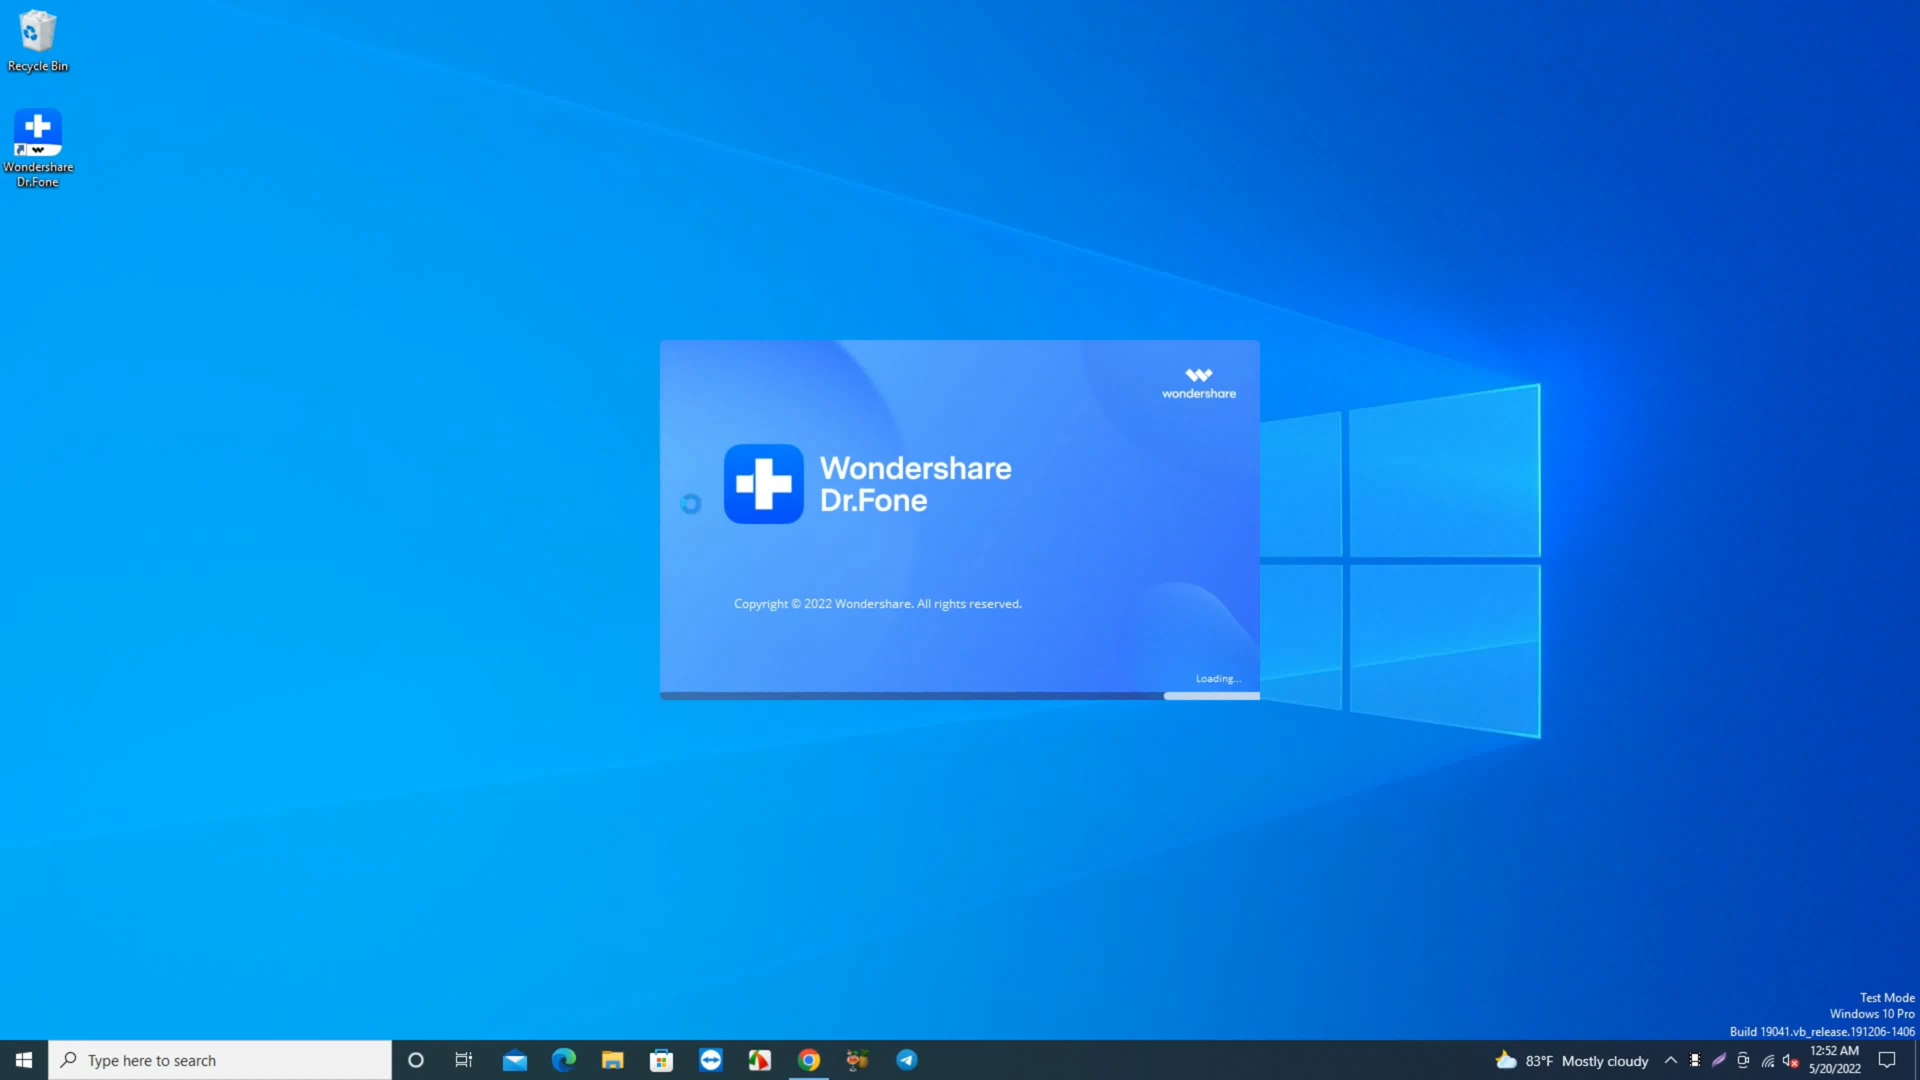 Recycle Bin
Wondershare
Dr.Fone
wondershare
Wondershare
Dr.Fone
Copyright © 2022 Wondershare. All rights reserved.
Loading...
Test Mode
Windows 10 Pro
Build 19041.vb_release.191206-1406
Type here to search
83°F Mostly cloudy
12:52 AM
5/20/2022